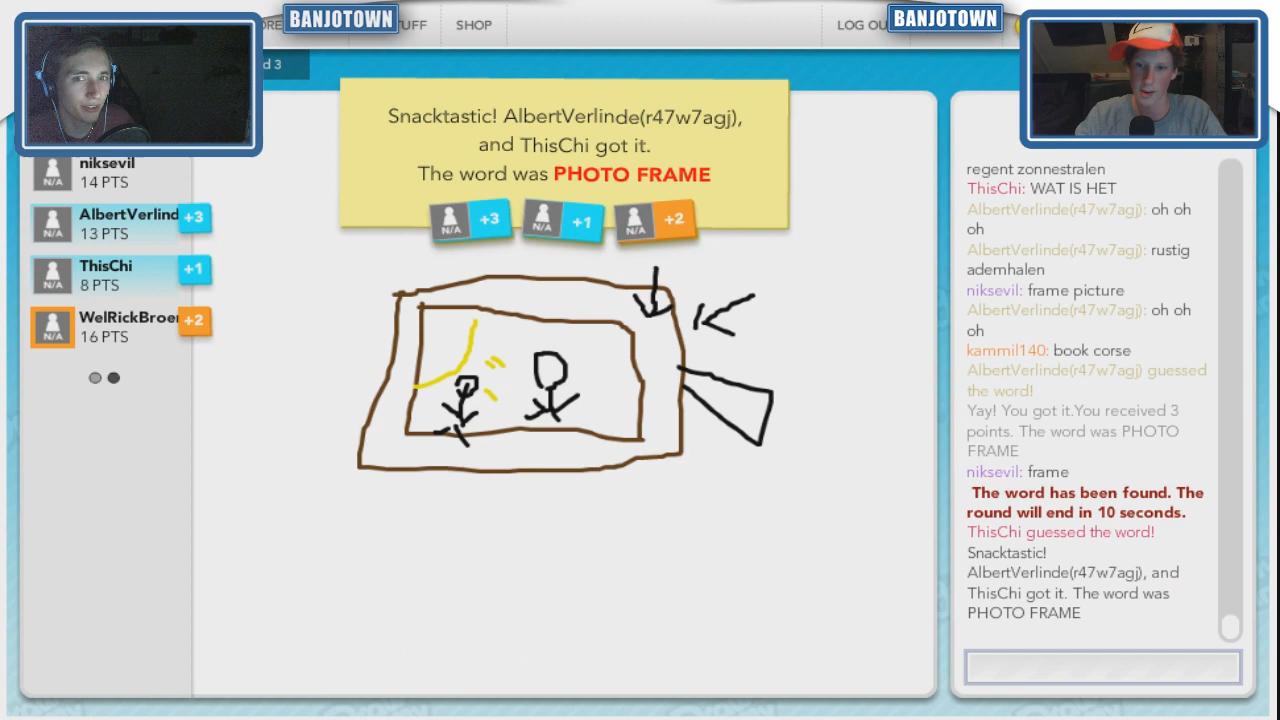 BANJOTOWN
BANJOTOWN
SHOP
LOG OU
d 3
Snacktastic! AlbertVerlinde(r47w7agj),
and ThisChi got it.
The word was PHOTO FRAME
N/A +3
N/A +1
N/A +2
niksevil
N/A 14 PTS
AlbertVerlind +3
N/A 13 PTS
ThisChi +1
N/A 8 PTS
WelRickBroer +2
N/A 16 PTS
regent zonnestralen
ThisChi: WAT IS HET
AlbertVerlinde(r47w7agj): oh oh
oh
AlbertVerlinde(r47w7agj): rustig
ademhalen
niksevil: frame picture
AlbertVerlinde(r47w7agj): oh oh
oh
kammil140: book corse
AlbertVerlinde(r47w7agj) guessed
the word!
Yay! You got it.You received 3
points. The word was PHOTO
FRAME
niksevil: frame
The word has been found. The
round will end in 10 seconds.
ThisChi guessed the word!
Snacktastic!
AlbertVerlinde(r47w7agj), and
ThisChi got it. The word was
PHOTO FRAME